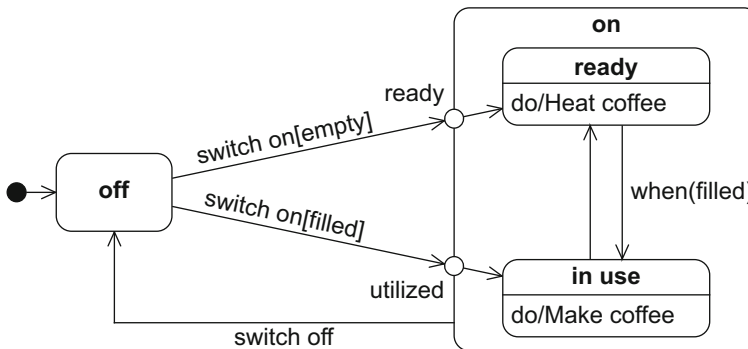 on
ready
do/Heat coffee
ready
switch on[empty]
off
switch on[filled]
when(filled)
utilized
in use
do/Make coffee
switch off